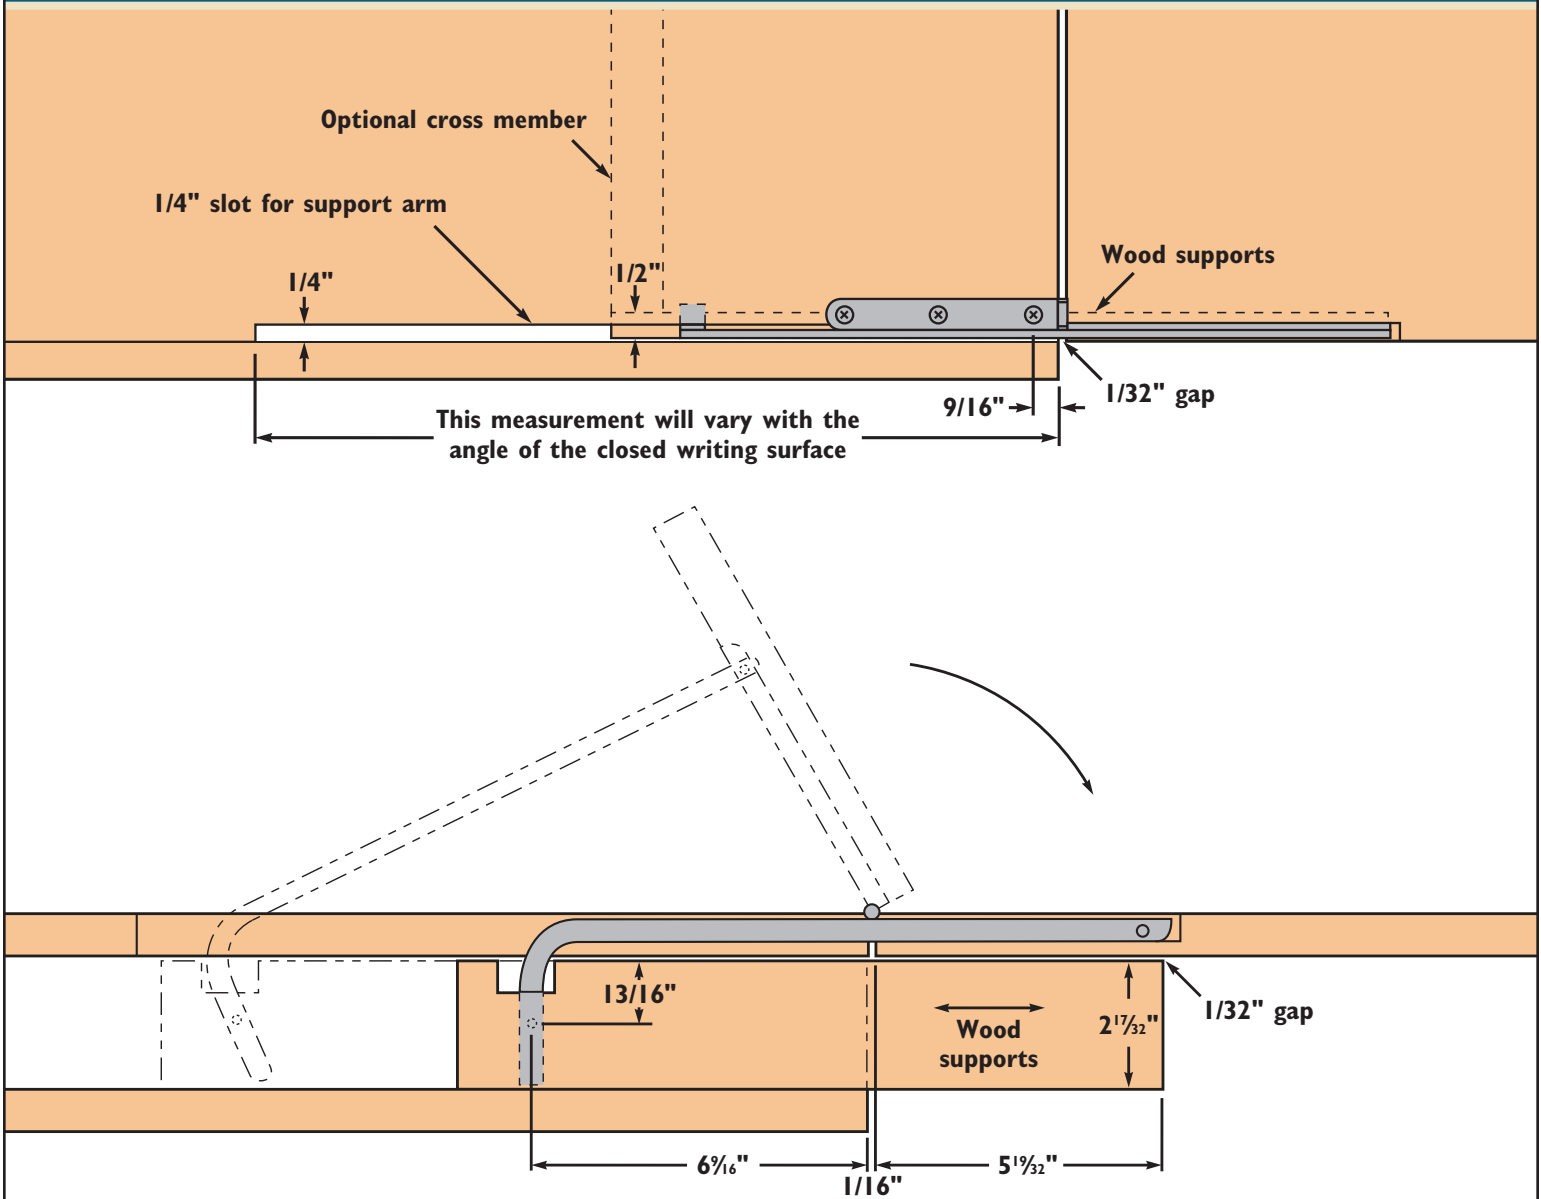 Optional cross member
1/4" slot for support arm
1/4"
1/2"
Wood supports
9/16"
1/32" gap
This measurement will vary with the
angle of the closed writing surface
13/16"
Wood
supports
2 17/32"
1/32" gap
6 9/16"
5 19/32"
1/16"